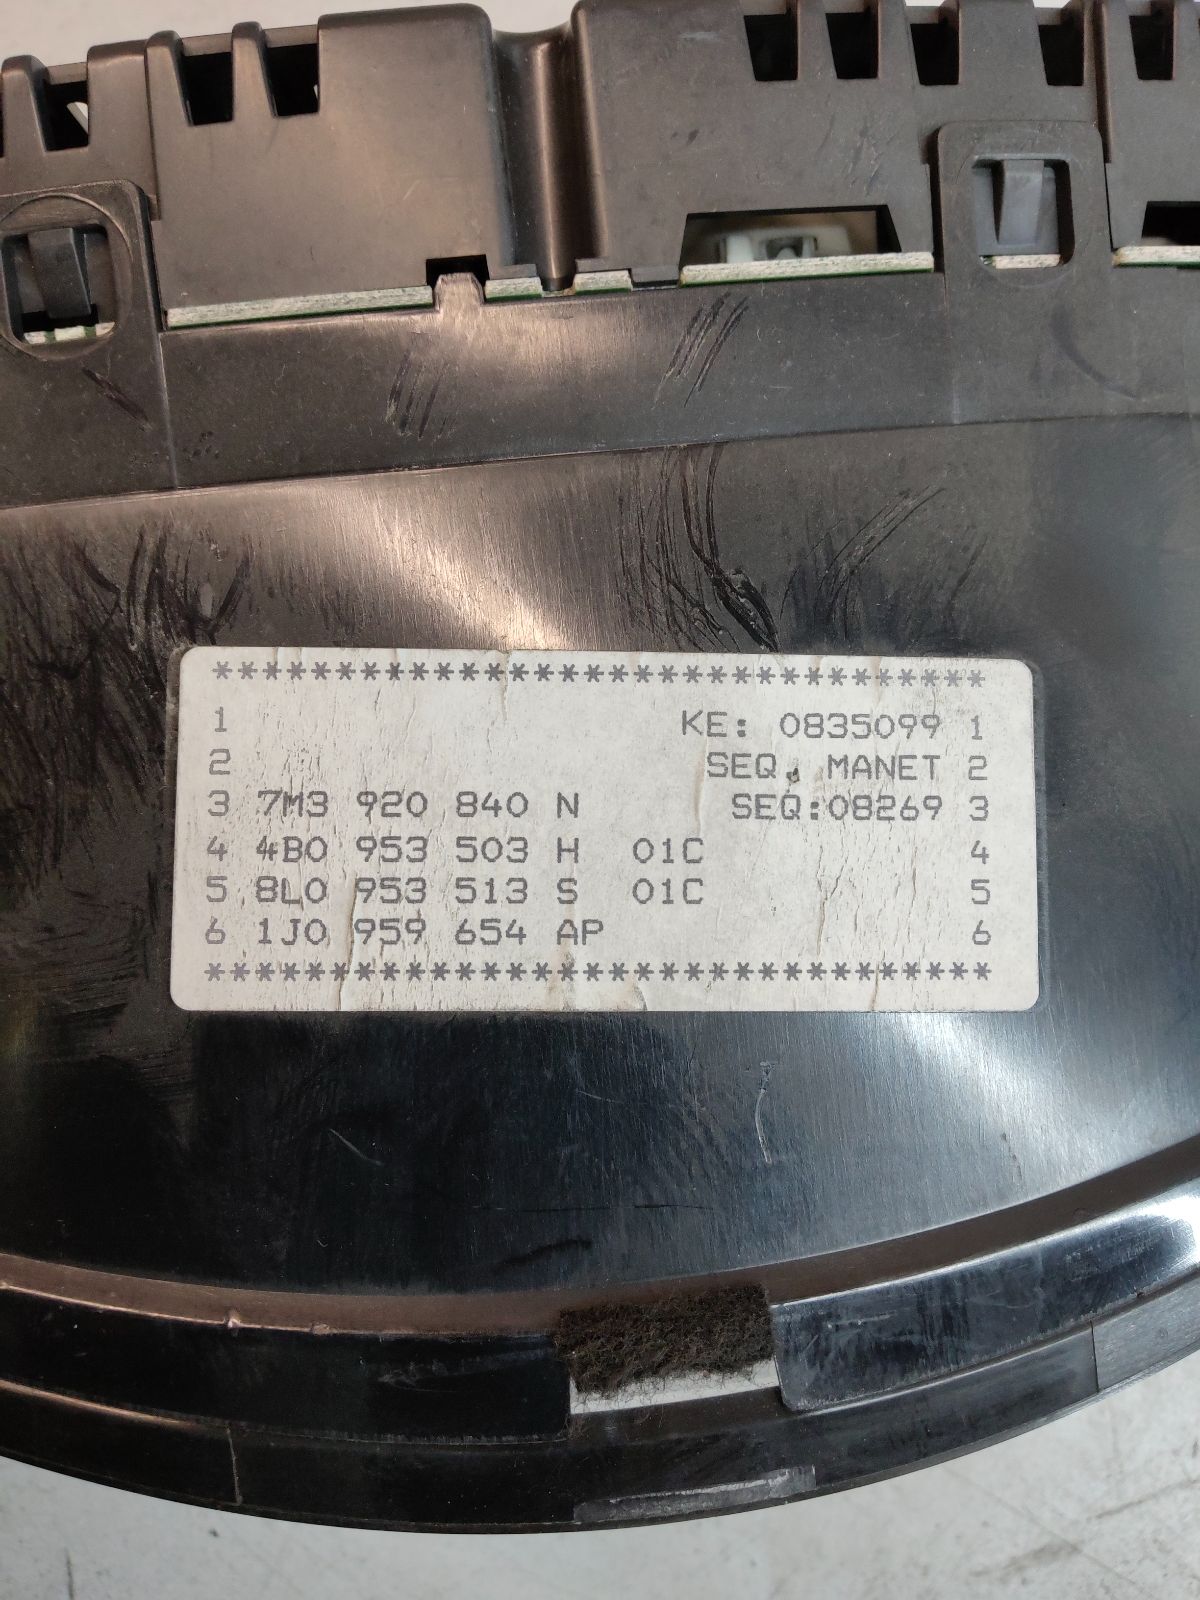 *******************************
1 KE: 0835099 1
2 SEQ. MANET 2
3 7M3 920 840 N SEQ:08269 3
4 4B0 953 503 H 01C 4
5 8L0 953 513 S 01C 5
6 1J0 959 654 AP 6
********************************